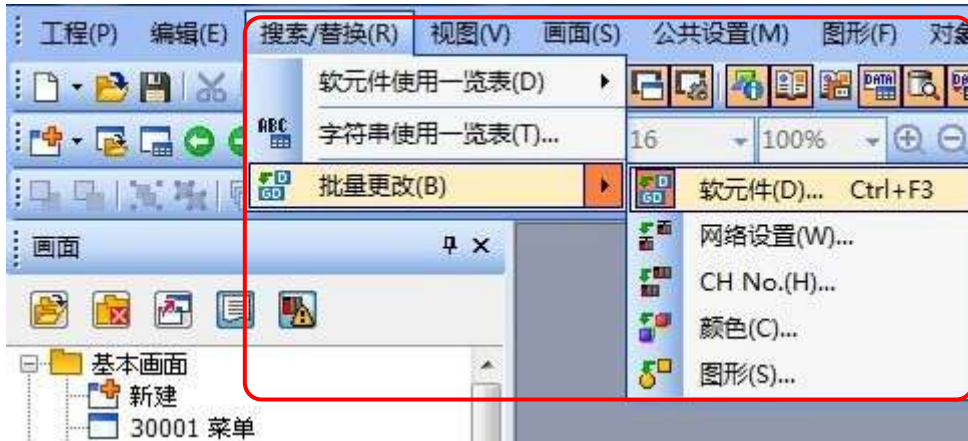 工程(P) 编辑(E) 搜索/替换(R) 视图(V) 画面(S) 公共设置(M) 图形(F) 对象
软元件使用一览表(D)
字符串使用一览表(T)...
16 100%
批量更改(B)
软元件(D)... Ctrl+F3
网络设置(W)...
CH No.(H)...
颜色(C)...
图形(S)...
画面
基本画面
新建
30001 菜单